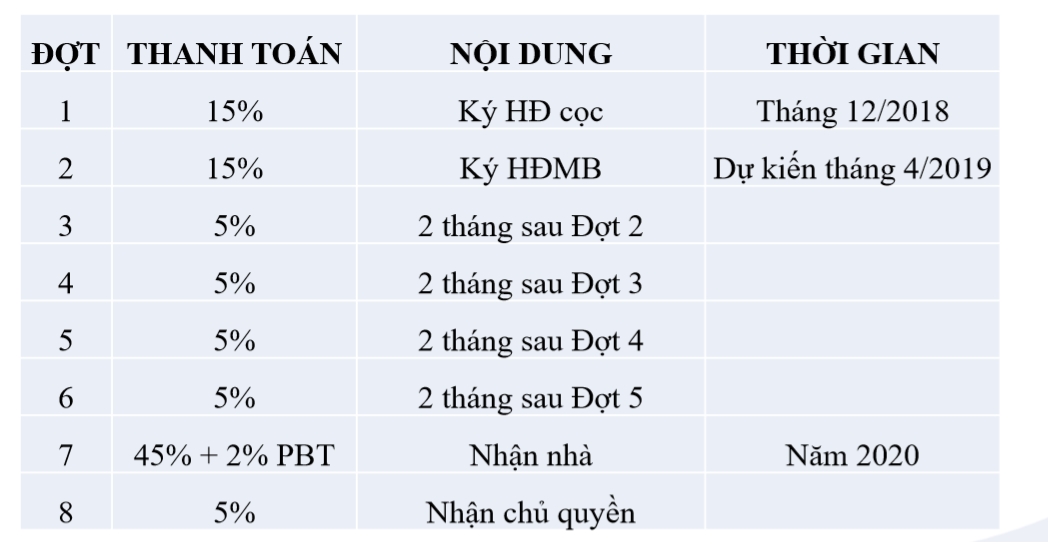 ĐỢT THANH TOÁN NỘI DUNG THỜI GIAN
1 15% Ký HĐ cọc Tháng 12/2018
2 15% Ký HĐMB Dự kiến tháng 4/2019
3 5% 2 tháng sau Đợt 2
4 5% 2 tháng sau Đợt 3
5 5% 2 tháng sau Đợt 4
6 5% 2 tháng sau Đợt 5
7 45% + 2% PBT Nhận nhà Năm 2020
8 5% Nhận chủ quyền